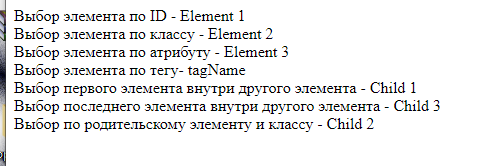 Выбор элемента по ID - Element 1
Выбор элемента по классу - Element 2
Выбор элемента по атрибуту - Element 3
Выбор элемента по тегу- tagName
Выбор первого элемента внутри другого элемента - Child 1
Выбор последнего элемента внутри другого элемента - Child 3
Выбор по родительскому элементу и классу - Child 2